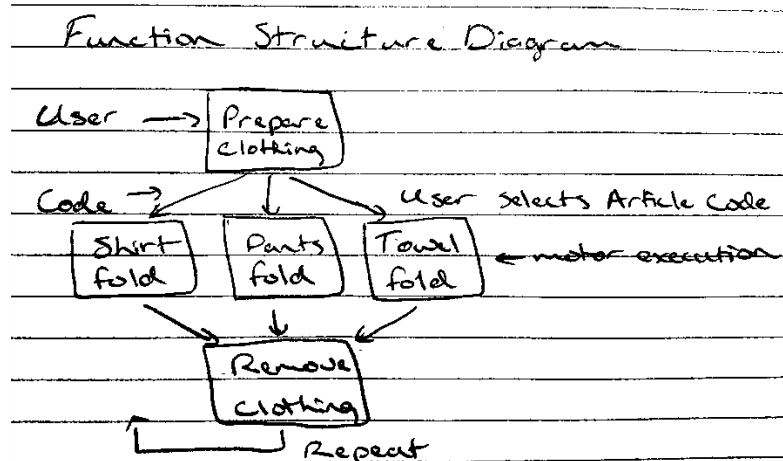 Function Structure Diagram
User → Prepare
clothing
Code → User selects Article Code
Shirt
fold
Pants
fold
Towel
fold
← motor execution
Remove
clothing
Repeat